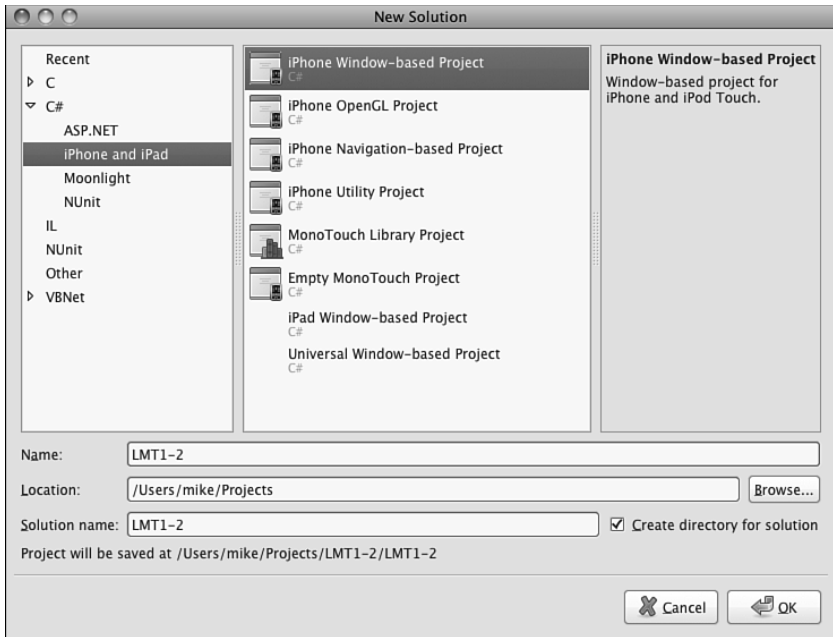 New Solution
Recent
C
C#
ASP.NET
iPhone and iPad
Moonlight
NUnit
IL
NUnit
Other
VBNet
iPhone Window-based Project
C#
iPhone OpenGL Project
C#
iPhone Navigation-based Project
C#
iPhone Utility Project
C#
MonoTouch Library Project
C#
Empty MonoTouch Project
C#
iPad Window-based Project
C#
Universal Window-based Project
C#
iPhone Window-based Project
Window-based project for
iPhone and iPod Touch.
Name: LMT1-2
Location: /Users/mike/Projects Browse...
Solution name: LMT1-2 Create directory for solution
Project will be saved at /Users/mike/Projects/LMT1-2/LMT1-2
Cancel OK